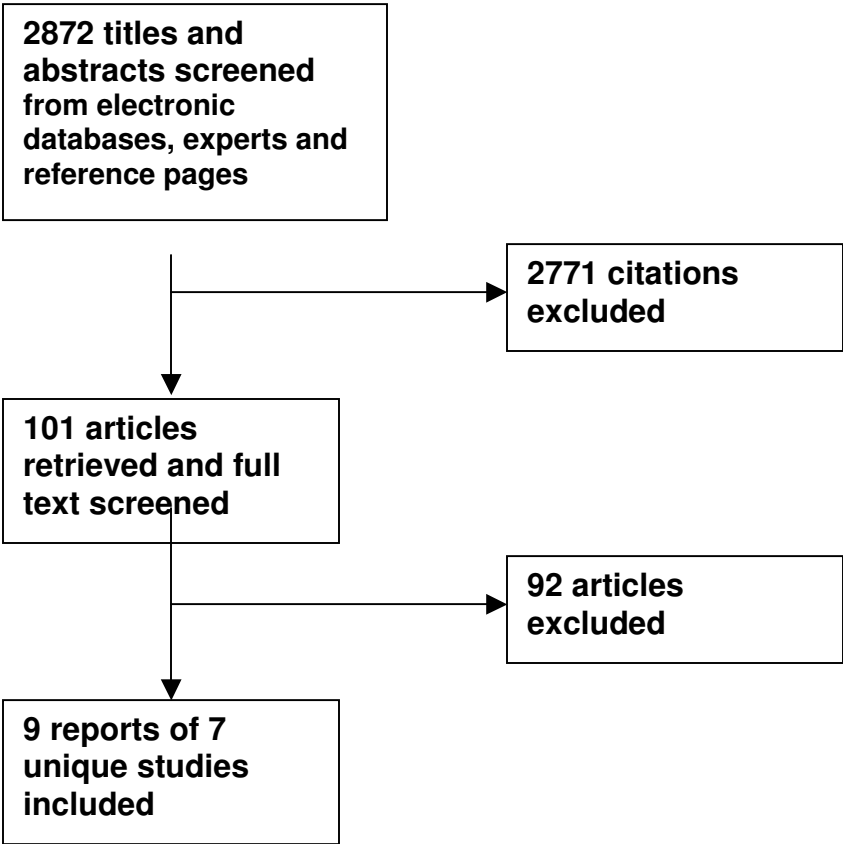 2872 titles and
abstracts screened
from electronic
databases, experts and
reference pages
2771 citations
excluded
101 articles
retrieved and full
text screened
92 articles
excluded
9 reports of 7
unique studies
included